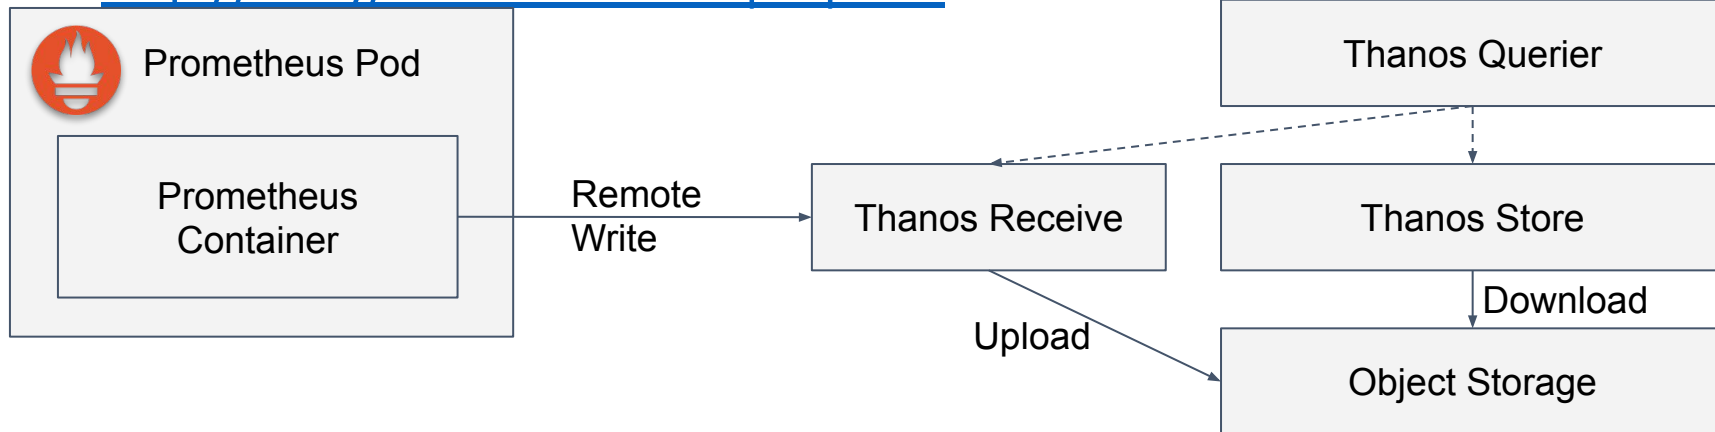 Prometheus Pod
Thanos Querier
Prometheus
Container
Remote
Write
Thanos Receive
Thanos Store
Download
Upload
Object Storage